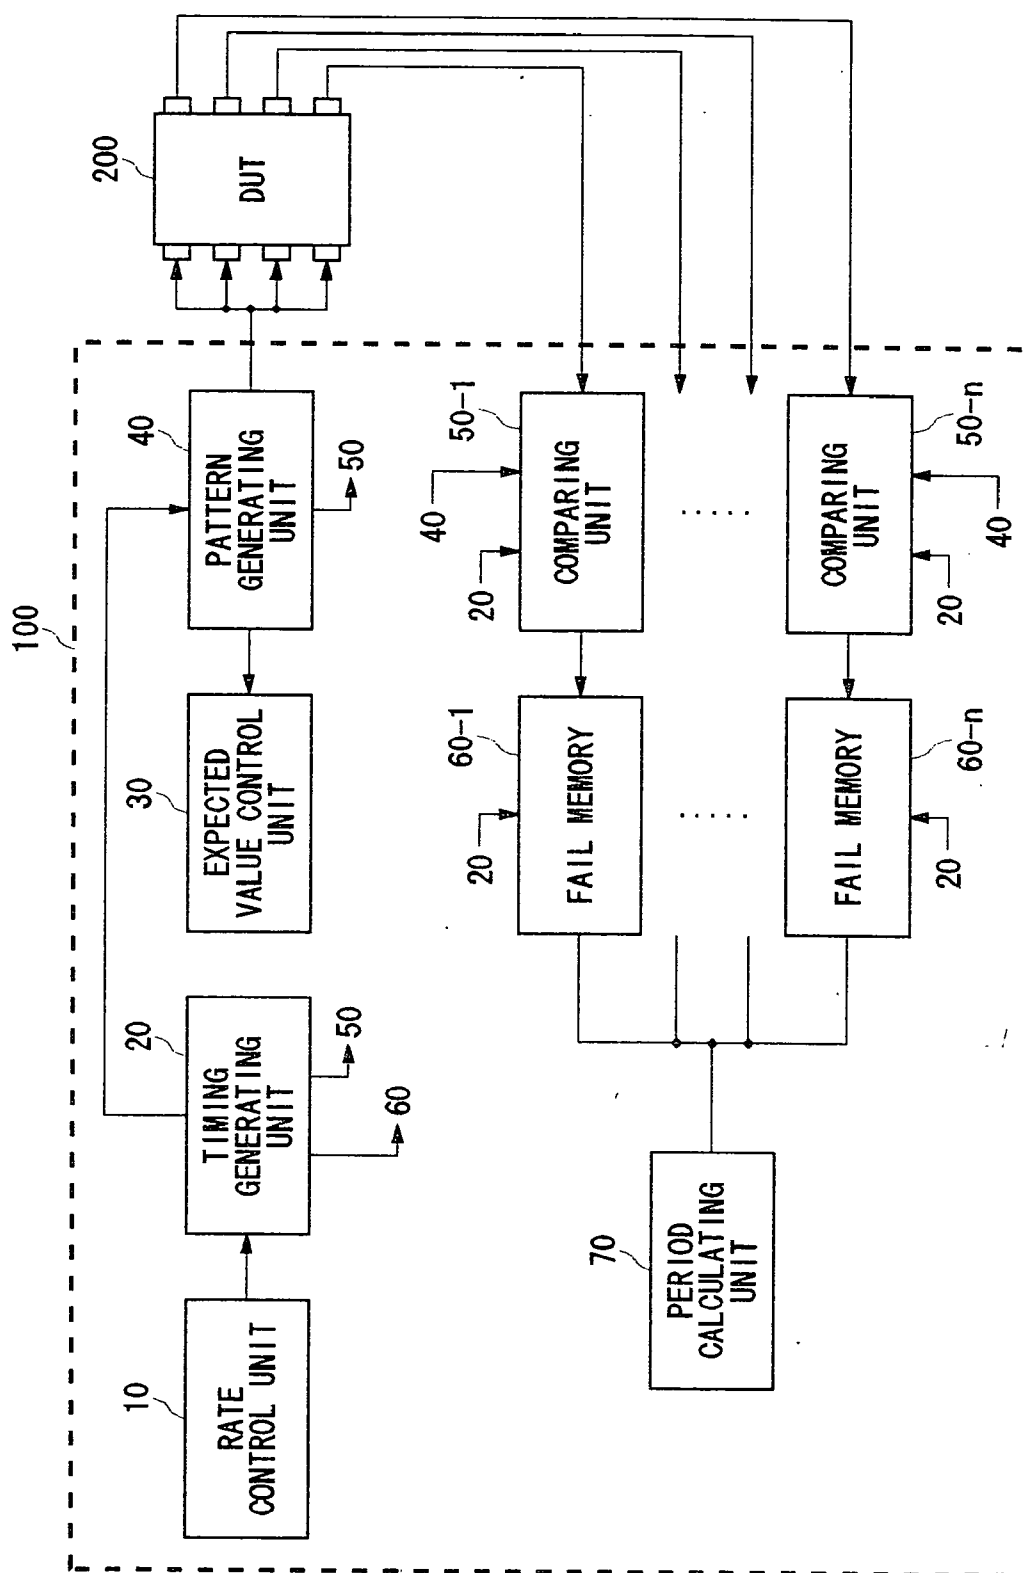 100
200
DUT
10
RATE
CONTROL UNIT
20
TIMING
GENERATING
UNIT
60
50
30
EXPECTED
VALUE CONTROL
UNIT
40
PATTERN
GENERATING
UNIT
50
70
PERIOD
CALCULATING
UNIT
20
60-1
FAIL MEMORY
20
40
50-1
COMPARING
UNIT
.....
.....
FAIL MEMORY
60-n
20
COMPARING
UNIT
50-n
20
40